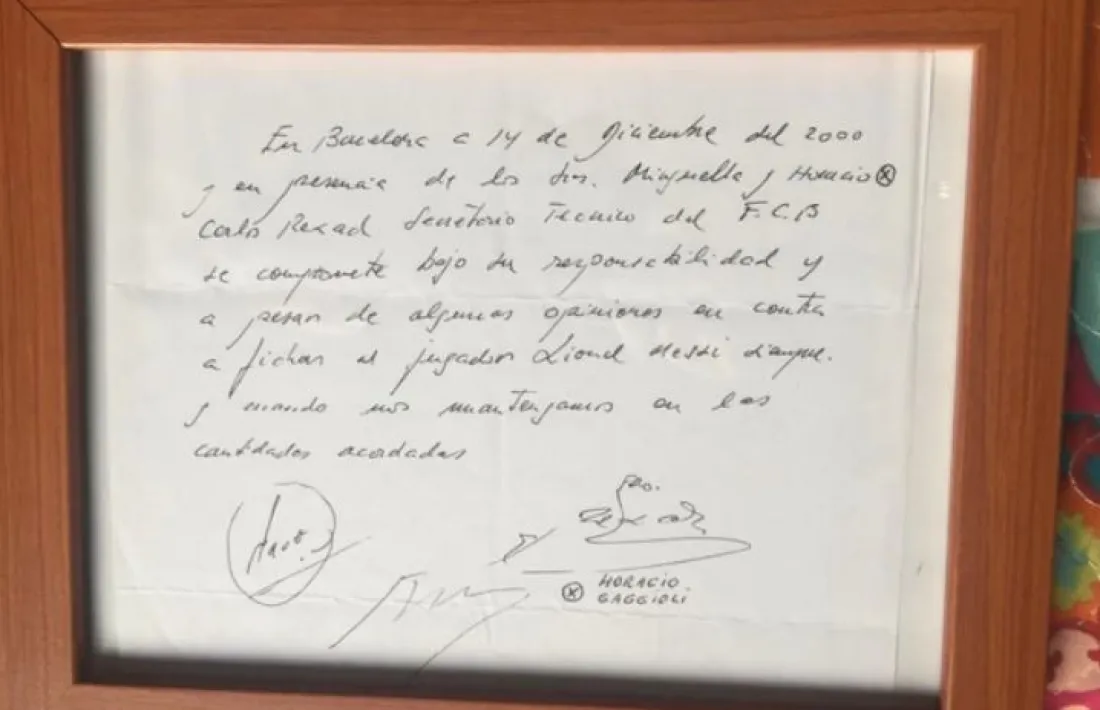 En Barcelona a 14 de Diciembre del 2000
y en presencia de los Sres. Minguella y Horacio ⓧ
Carlos Rexach Secretario Técnico del F.C.B
se compromete bajo su responsabilidad y
a pesar de algunas opiniones en contra
a fichar al jugador Lionel Messi siempre
y cuando nos mantengamos en las
cantidades acordadas
ⓧ HORACIO
GAGGIOLI